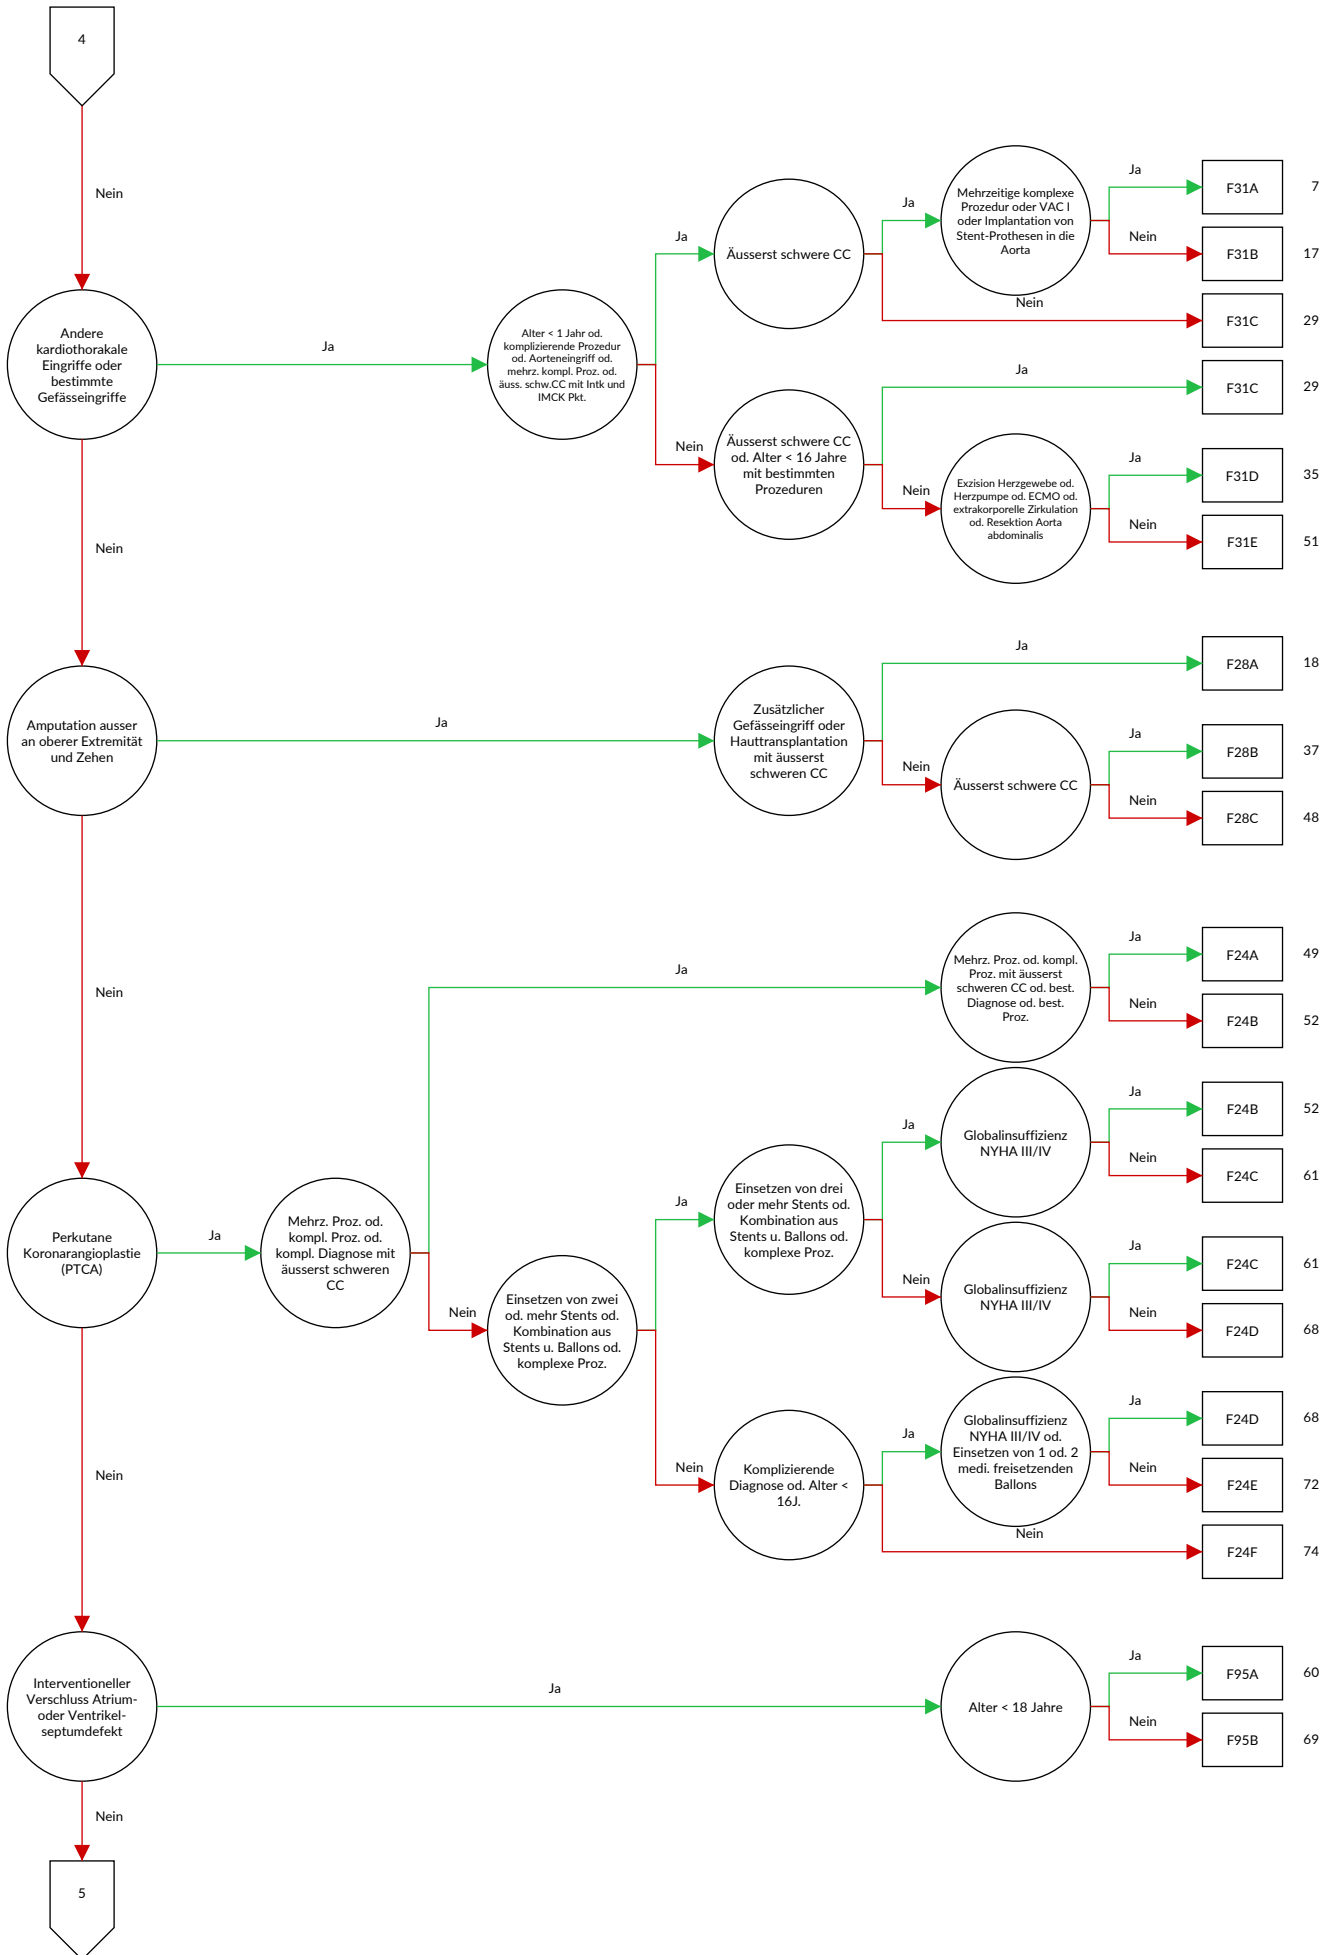 4
Nein
Andere
kardiothorakale
Eingriffe oder
bestimmte
Gefässeingriffe
Ja
Alter < 1 Jahr od.
komplizierende Prozedur
od. Aorteneingriff od.
mehrz. kompl. Proz. od.
äuss. schw.CC mit Intk und
IMCK Pkt.
Ja
Äusserst schwere CC
Ja
Mehrzeitige komplexe
Prozedur oder VAC I
oder Implantation von
Stent-Prothesen in die
Aorta
Ja
F31A
7
Nein
F31B
17
Nein
F31C
29
Nein
Äusserst schwere CC
od. Alter < 16 Jahre
mit bestimmten
Prozeduren
Ja
F31C
29
Nein
Exzision Herzgewebe od.
Herzpumpe od. ECMO od.
extrakorporelle Zirkulation
od. Resektion Aorta
abdominalis
Ja
F31D
35
Nein
F31E
51
Nein
Amputation ausser
an oberer Extremität
und Zehen
Ja
Zusätzlicher
Gefässeingriff oder
Hauttransplantation
mit äusserst
schweren CC
Ja
F28A
18
Nein
Äusserst schwere CC
Ja
F28B
37
Nein
F28C
48
Nein
Perkutane
Koronarangioplastie
(PTCA)
Ja
Mehrz. Proz. od.
kompl. Proz. od.
kompl. Diagnose mit
äusserst schweren
CC
Ja
Mehrz. Proz. od. kompl.
Proz. mit äusserst
schweren CC od. best.
Diagnose od. best.
Proz.
Ja
F24A
49
Nein
F24B
52
Nein
Einsetzen von zwei
od. mehr Stents od.
Kombination aus
Stents u. Ballons od.
komplexe Proz.
Ja
Einsetzen von drei
oder mehr Stents od.
Kombination aus
Stents u. Ballons od.
komplexe Proz.
Ja
Globalinsuffizienz
NYHA III/IV
Ja
F24B
52
Nein
F24C
61
Nein
Globalinsuffizienz
NYHA III/IV
Ja
F24C
61
Nein
F24D
68
Nein
Komplizierende
Diagnose od. Alter <
16J.
Ja
Globalinsuffizienz
NYHA III/IV od.
Einsetzen von 1 od. 2
medi. freisetzenden
Ballons
Ja
F24D
68
Nein
F24E
72
Nein
F24F
74
Nein
Interventioneller
Verschluss Atrium-
oder Ventrikel-
septumdefekt
Ja
Alter < 18 Jahre
Ja
F95A
60
Nein
F95B
69
Nein
5